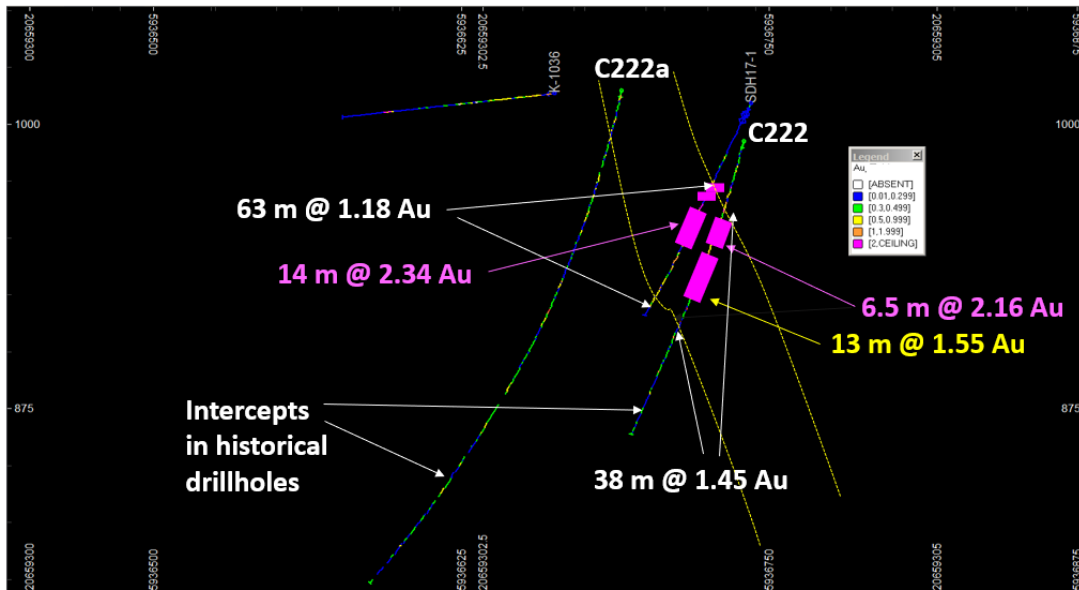 20659300
5936500
5936625
20659302.5
5936750
20659305
5936875
K-1036
C222a
SDH17-1
1000
C222
Legend
Au,
[ABSENT]
[0.01,0.299]
[0.3,0.499]
[0.5,0.999]
[1,1.999]
[2,CEILING]
63 m @ 1.18 Au
14 m @ 2.34 Au
6.5 m @ 2.16 Au
13 m @ 1.55 Au
875
875
Intercepts
in historical
drillholes
38 m @ 1.45 Au
20659300
5936500
5936625
20659302.5
5936750
20659305
5936875